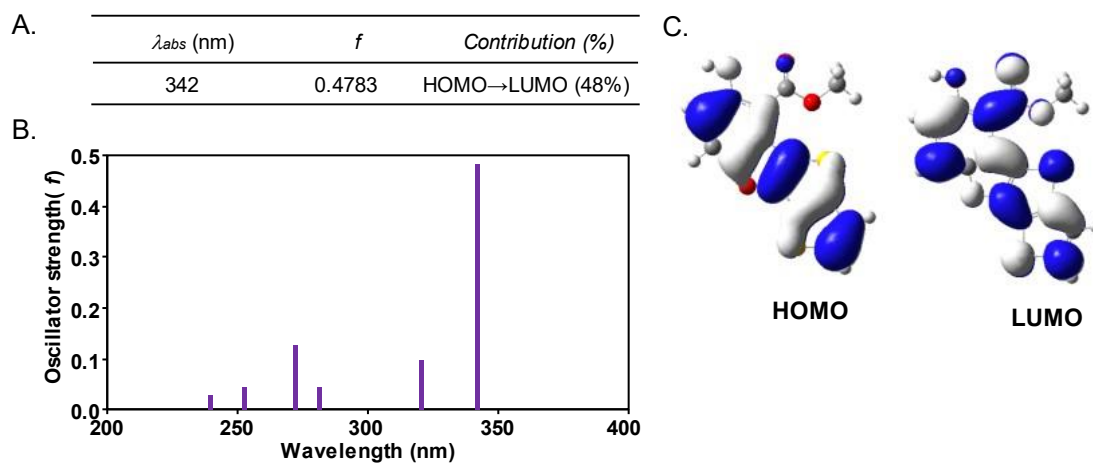 A.
λabs (nm) f Contribution (%)
342 0.4783 HOMO→LUMO (48%)
B.
Oscillator strength( f)
0.5
0.4
0.3
0.2
0.1
0.0
200 250 300 350 400
Wavelength (nm)
C.
HOMO LUMO